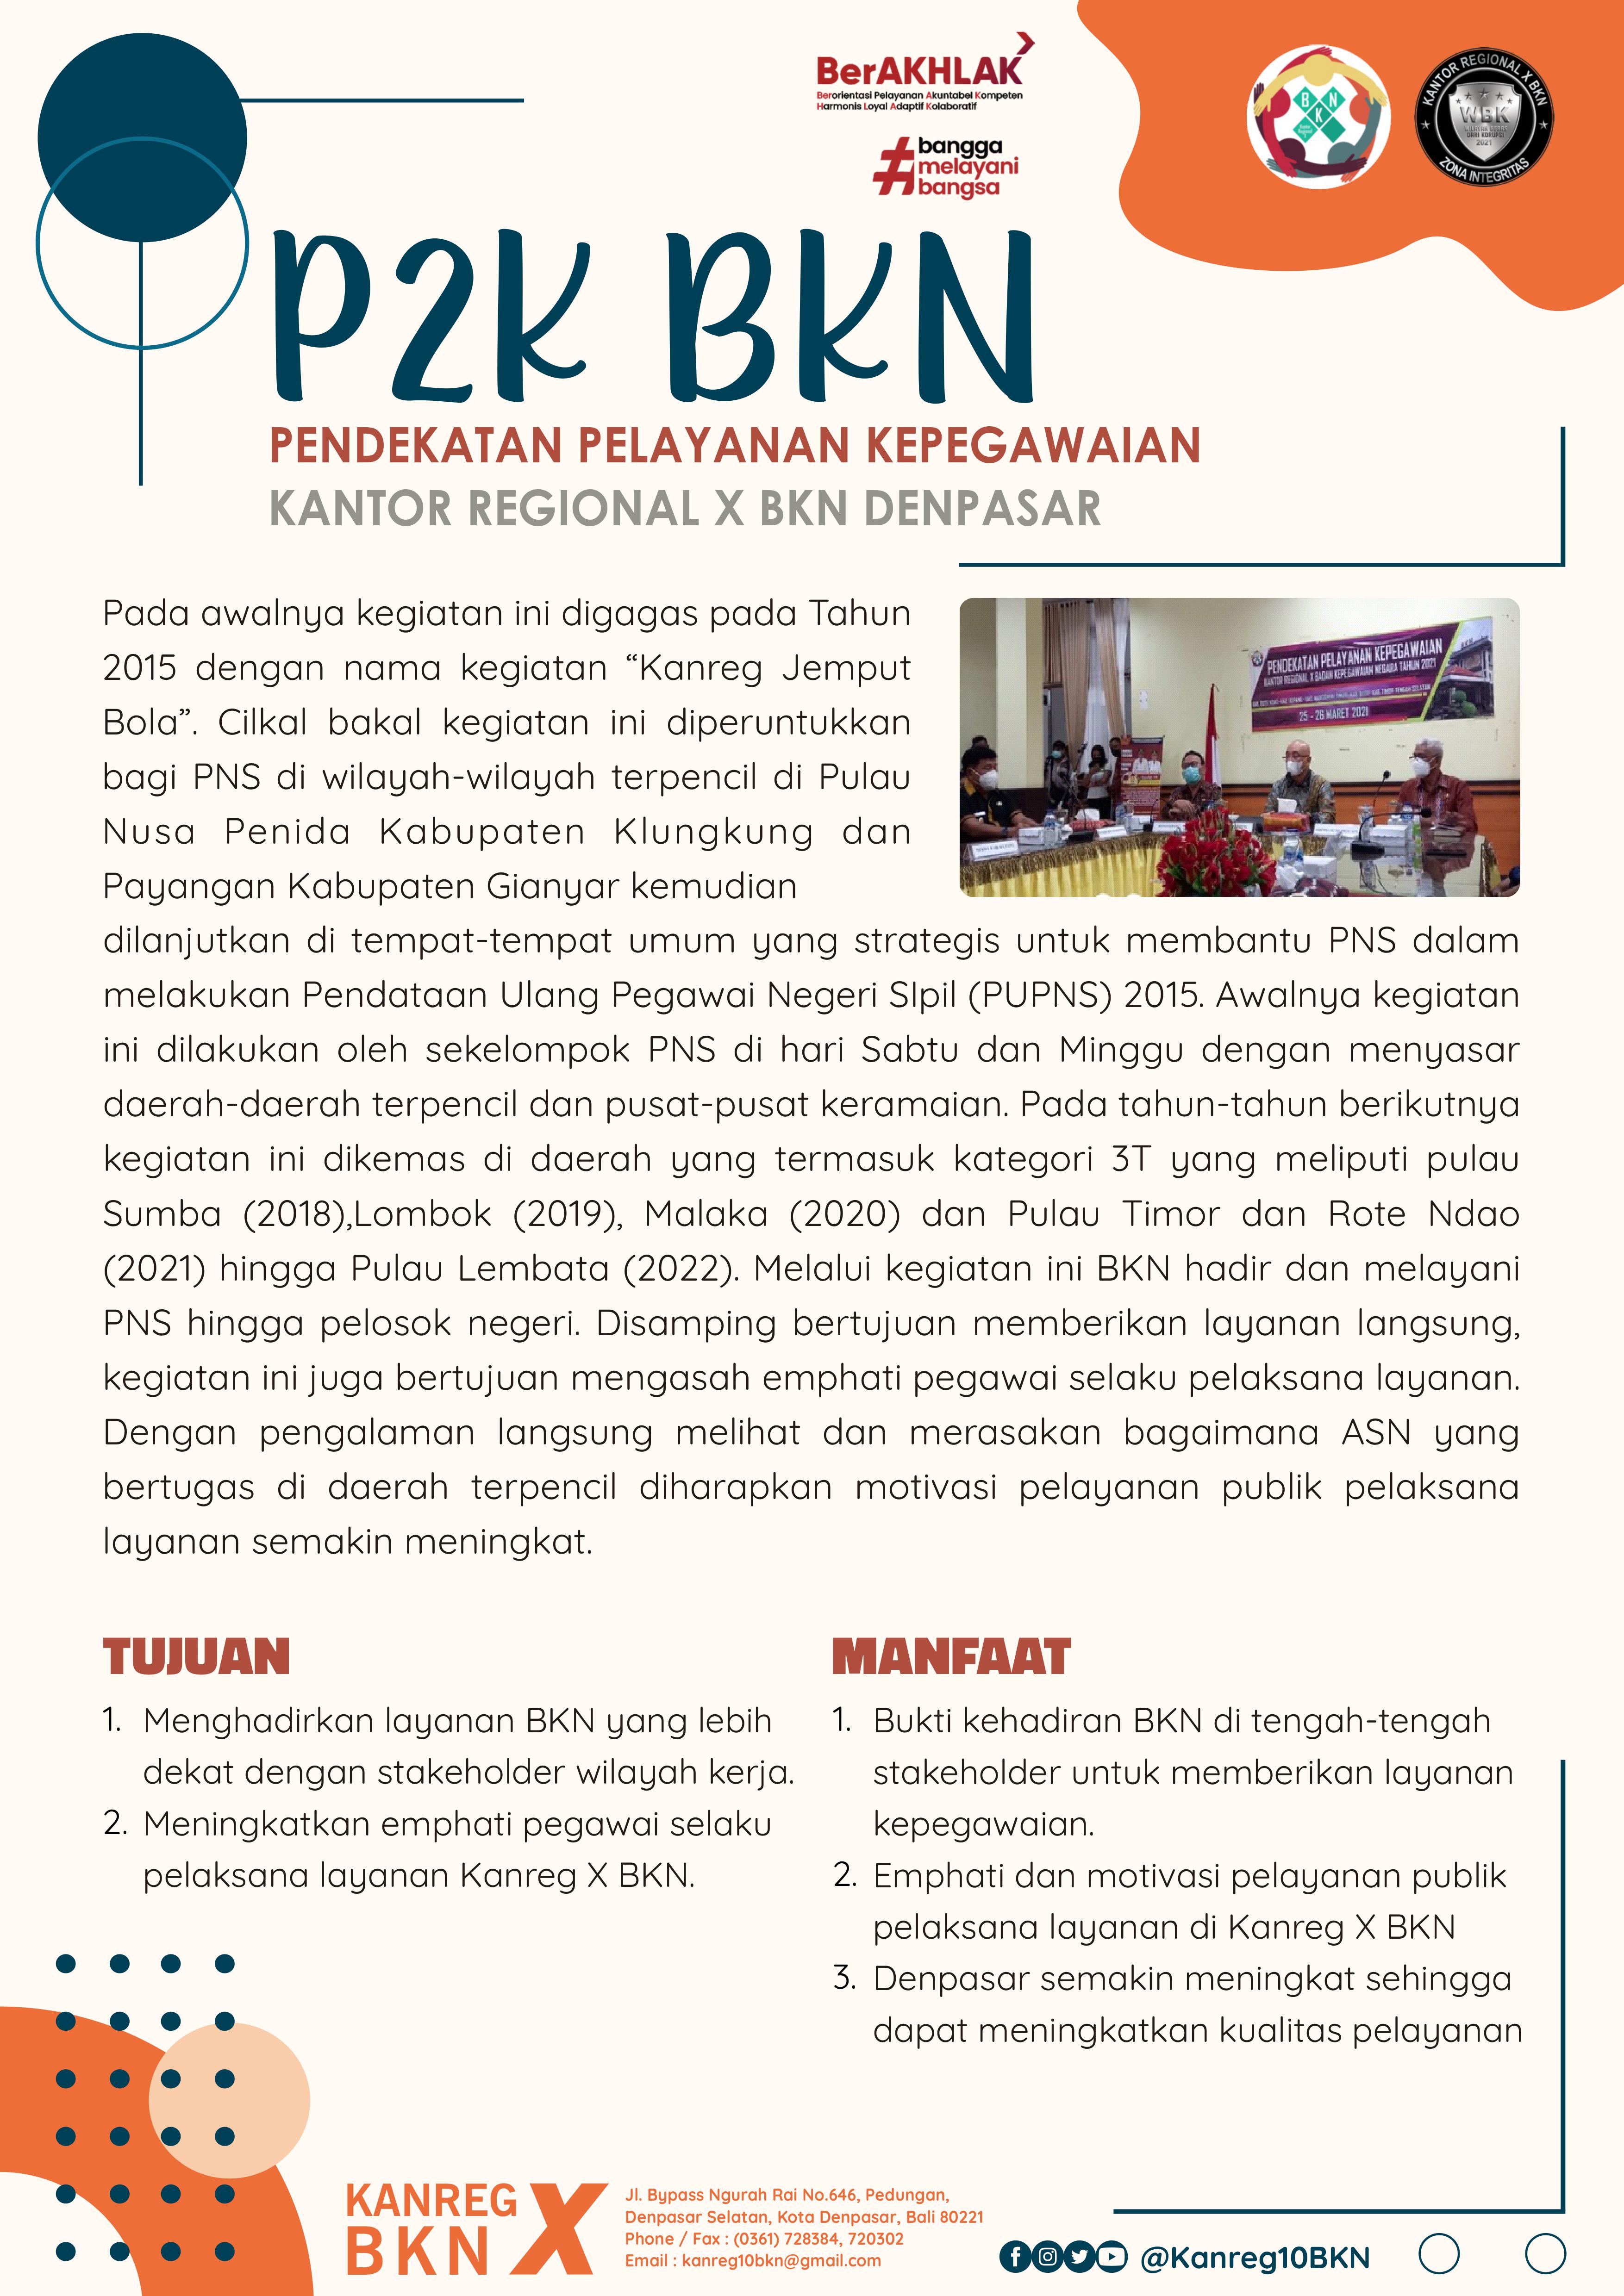 BerAKHLAK
Berorientasi Pelayanan Akuntabel Kompeten
Harmonis Loyal Adaptif Kolaboratif
#bangga
melayani
bangsa
BKN
KANTOR REGIONAL X BKN
WBK
2021
ZONA INTEGRITAS
P2K BKN
PENDEKATAN PELAYANAN KEPEGAWAIAN
KANTOR REGIONAL X BKN DENPASAR
Pada awalnya kegiatan ini digagas pada Tahun
2015 dengan nama kegiatan “Kanreg Jemput
Bola”. Cilkal bakal kegiatan ini diperuntukkan
bagi PNS di wilayah-wilayah terpencil di Pulau
Nusa Penida Kabupaten Klungkung dan
Payangan Kabupaten Gianyar kemudian
PENDEKATAN PELAYANAN KEPEGAWAIAN
KANTOR REGIONAL X BADAN KEPEGAWAIAN NEGARA TAHUN 2021
25 - 26 MARET 2021
dilanjutkan di tempat-tempat umum yang strategis untuk membantu PNS dalam
melakukan Pendataan Ulang Pegawai Negeri SIpil (PUPNS) 2015. Awalnya kegiatan
ini dilakukan oleh sekelompok PNS di hari Sabtu dan Minggu dengan menyasar
daerah-daerah terpencil dan pusat-pusat keramaian. Pada tahun-tahun berikutnya
kegiatan ini dikemas di daerah yang termasuk kategori 3T yang meliputi pulau
Sumba (2018),Lombok (2019), Malaka (2020) dan Pulau Timor dan Rote Ndao
(2021) hingga Pulau Lembata (2022). Melalui kegiatan ini BKN hadir dan melayani
PNS hingga pelosok negeri. Disamping bertujuan memberikan layanan langsung,
kegiatan ini juga bertujuan mengasah emphati pegawai selaku pelaksana layanan.
Dengan pengalaman langsung melihat dan merasakan bagaimana ASN yang
bertugas di daerah terpencil diharapkan motivasi pelayanan publik pelaksana
layanan semakin meningkat.
TUJUAN
1. Menghadirkan layanan BKN yang lebih
dekat dengan stakeholder wilayah kerja.
2. Meningkatkan emphati pegawai selaku
pelaksana layanan Kanreg X BKN.
MANFAAT
1. Bukti kehadiran BKN di tengah-tengah
stakeholder untuk memberikan layanan
kepegawaian.
2. Emphati dan motivasi pelayanan publik
pelaksana layanan di Kanreg X BKN
3. Denpasar semakin meningkat sehingga
dapat meningkatkan kualitas pelayanan
KANREG
BKN X
Jl. Bypass Ngurah Rai No.646, Pedungan,
Denpasar Selatan, Kota Denpasar, Bali 80221
Phone / Fax : (0361) 728384, 720302
Email : kanreg10bkn@gmail.com
@Kanreg10BKN